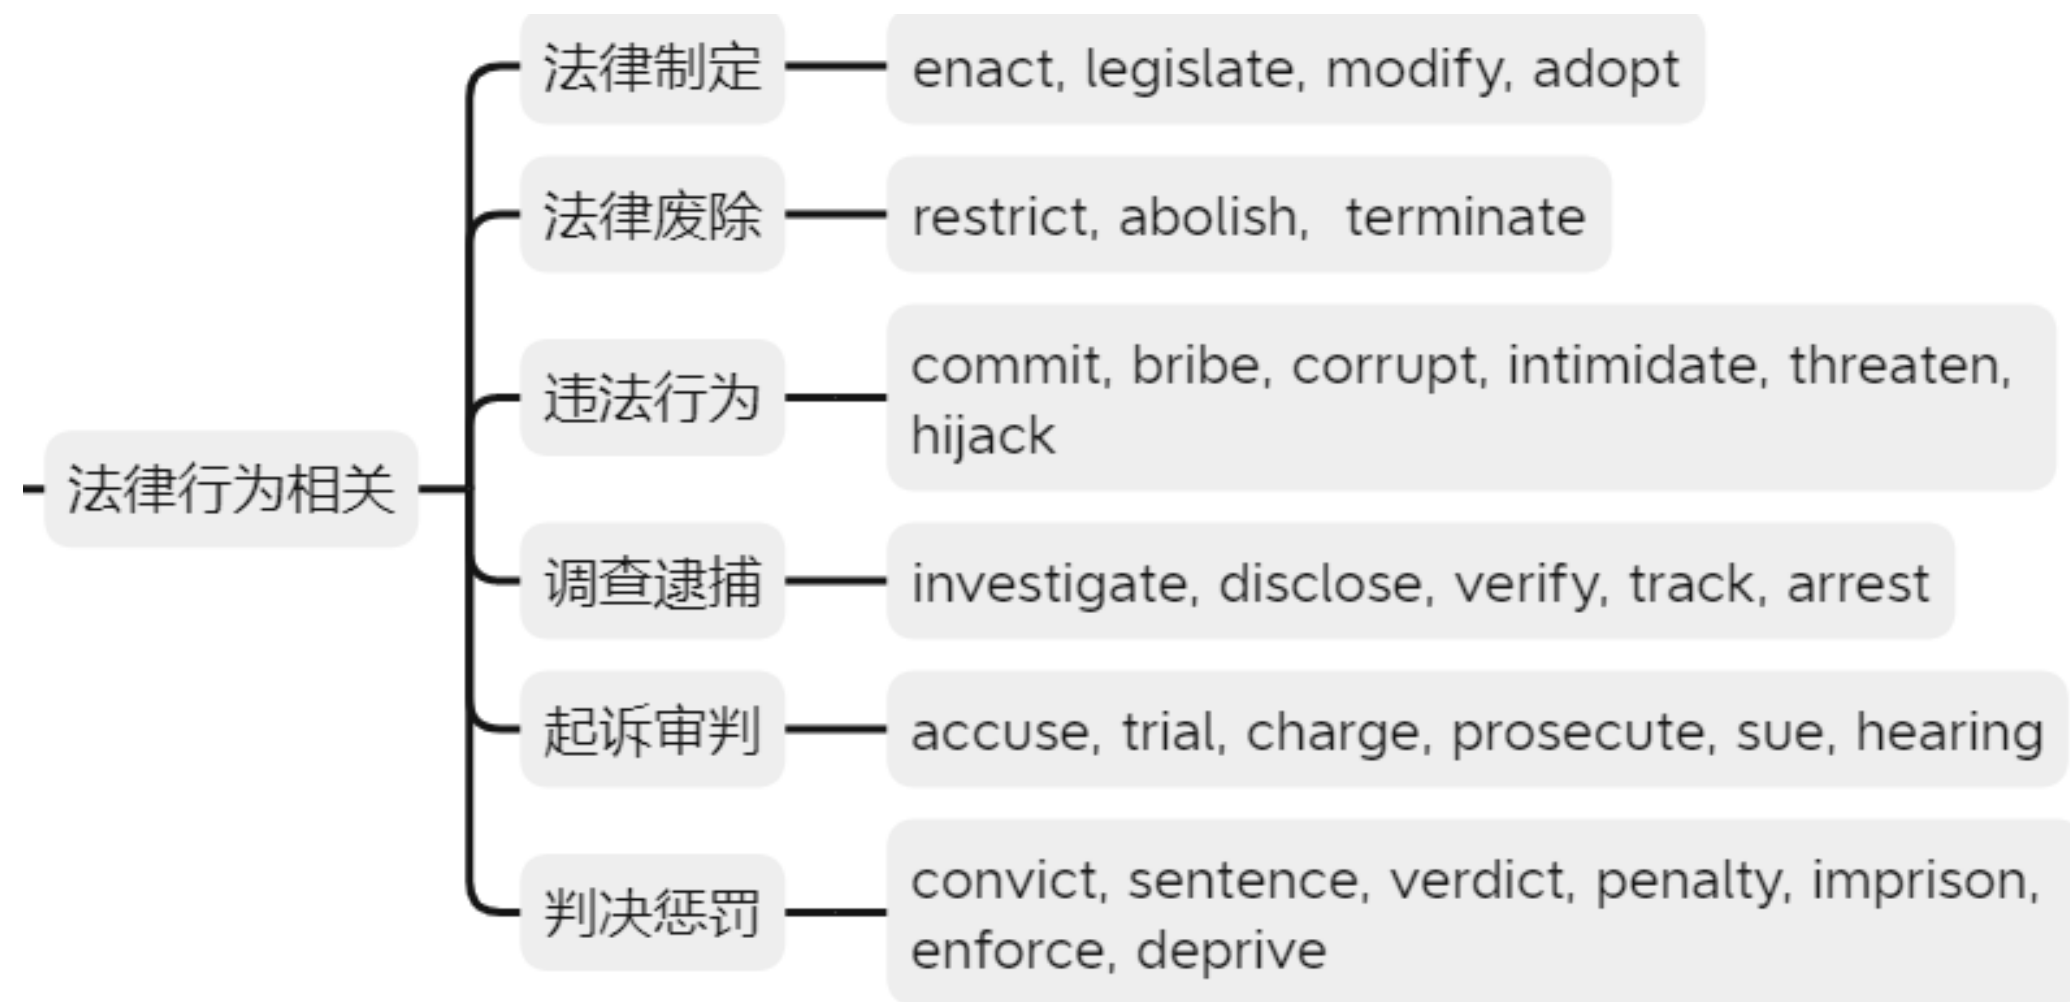 法律行为相关
法律制定
enact, legislate, modify, adopt
法律废除
restrict, abolish,  terminate
违法行为
commit, bribe, corrupt, intimidate, threaten,
hijack
调查逮捕
investigate, disclose, verify, track, arrest
起诉审判
accuse, trial, charge, prosecute, sue, hearing
判决惩罚
convict, sentence, verdict, penalty, imprison,
enforce, deprive